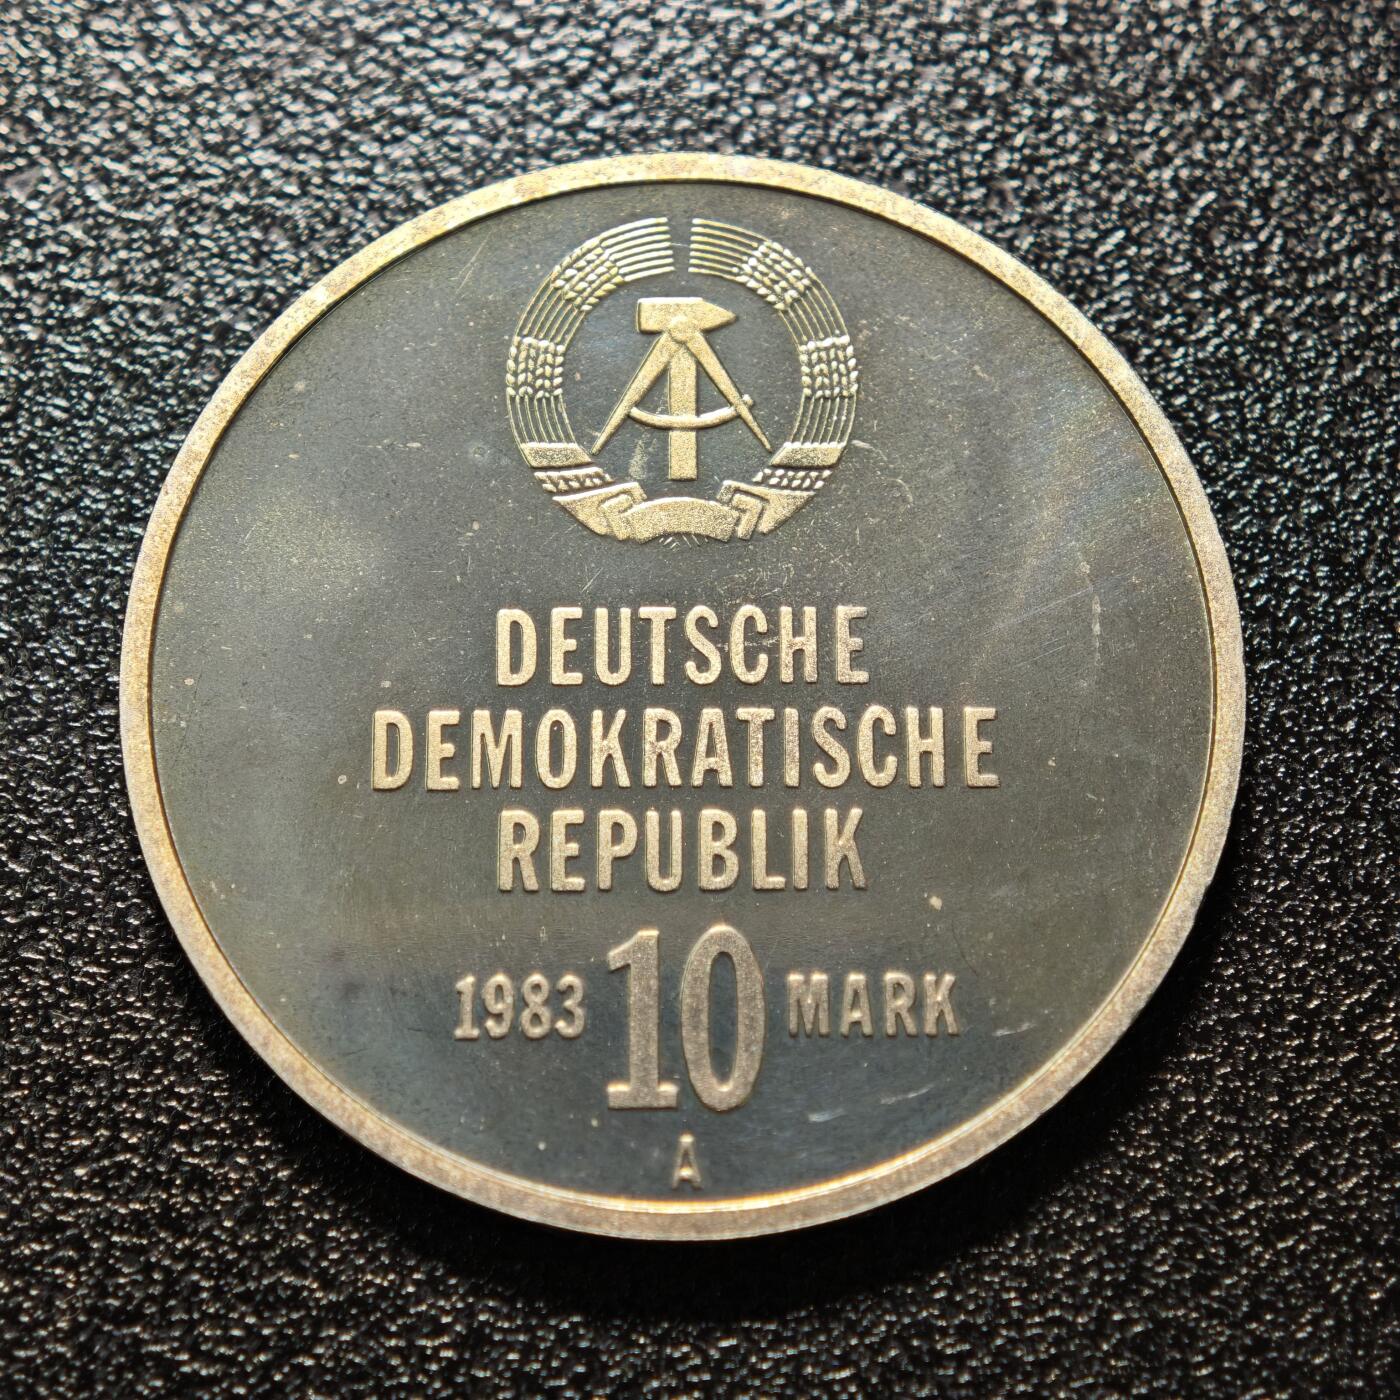 DEUTSCHE
DEMOKRATISCHE
REPUBLIK
1983 10 MARK
A